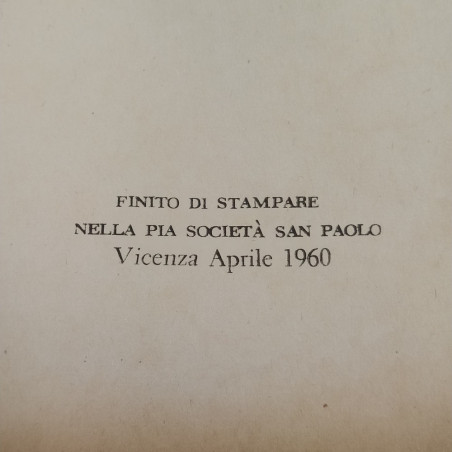 FINITO DI STAMPARE
NELLA PIA SOCIETÀ SAN PAOLO
Vicenza Aprile 1960